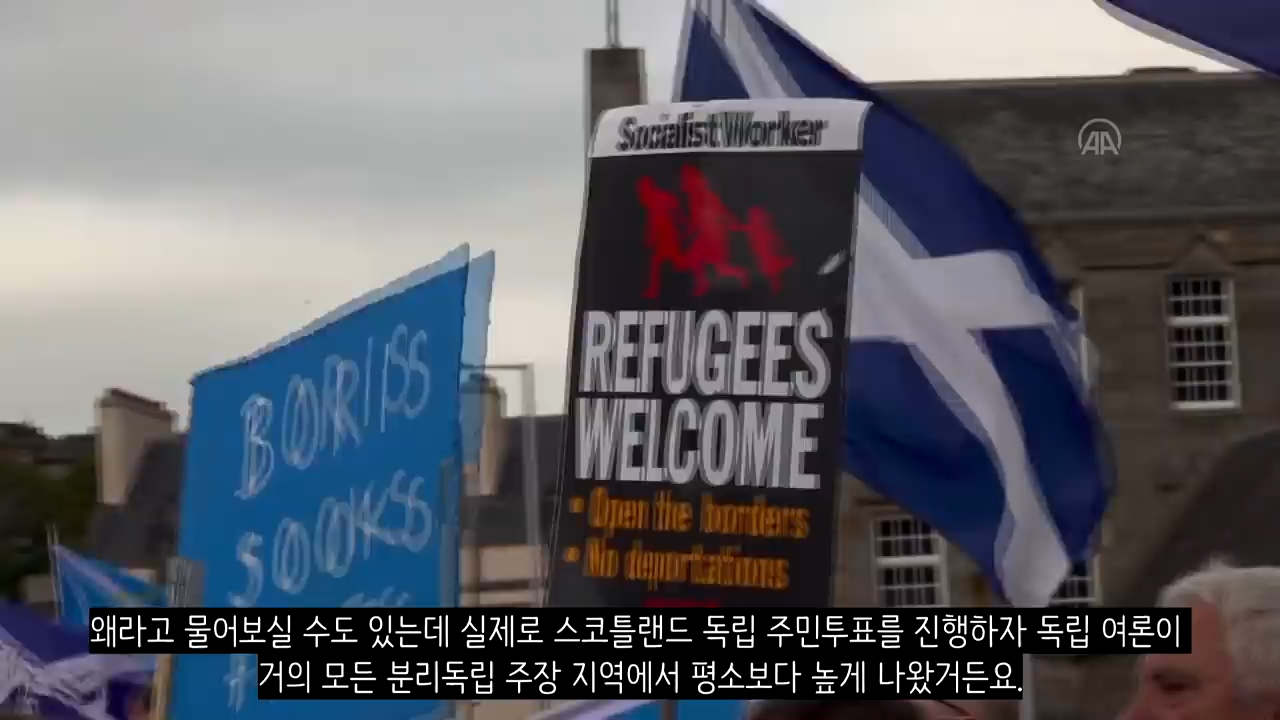 Socialist Worker
AA
REFUGEES
WELCOME
• Open the borders
• No deportations
BORIS
SOOKS
왜라고 물어보실 수도 있는데 실제로 스코틀랜드 독립 주민투표를 진행하자 독립 여론이
거의 모든 분리독립 주장 지역에서 평소보다 높게 나왔거든요.